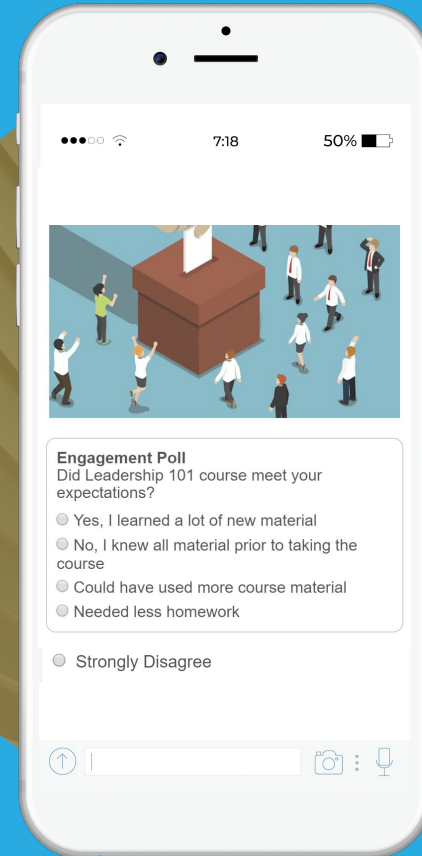 7:18 50%
Engagement Poll
Did Leadership 101 course meet your
expectations?
Yes, I learned a lot of new material
No, I knew all material prior to taking the
course
Could have used more course material
Needed less homework
Strongly Disagree